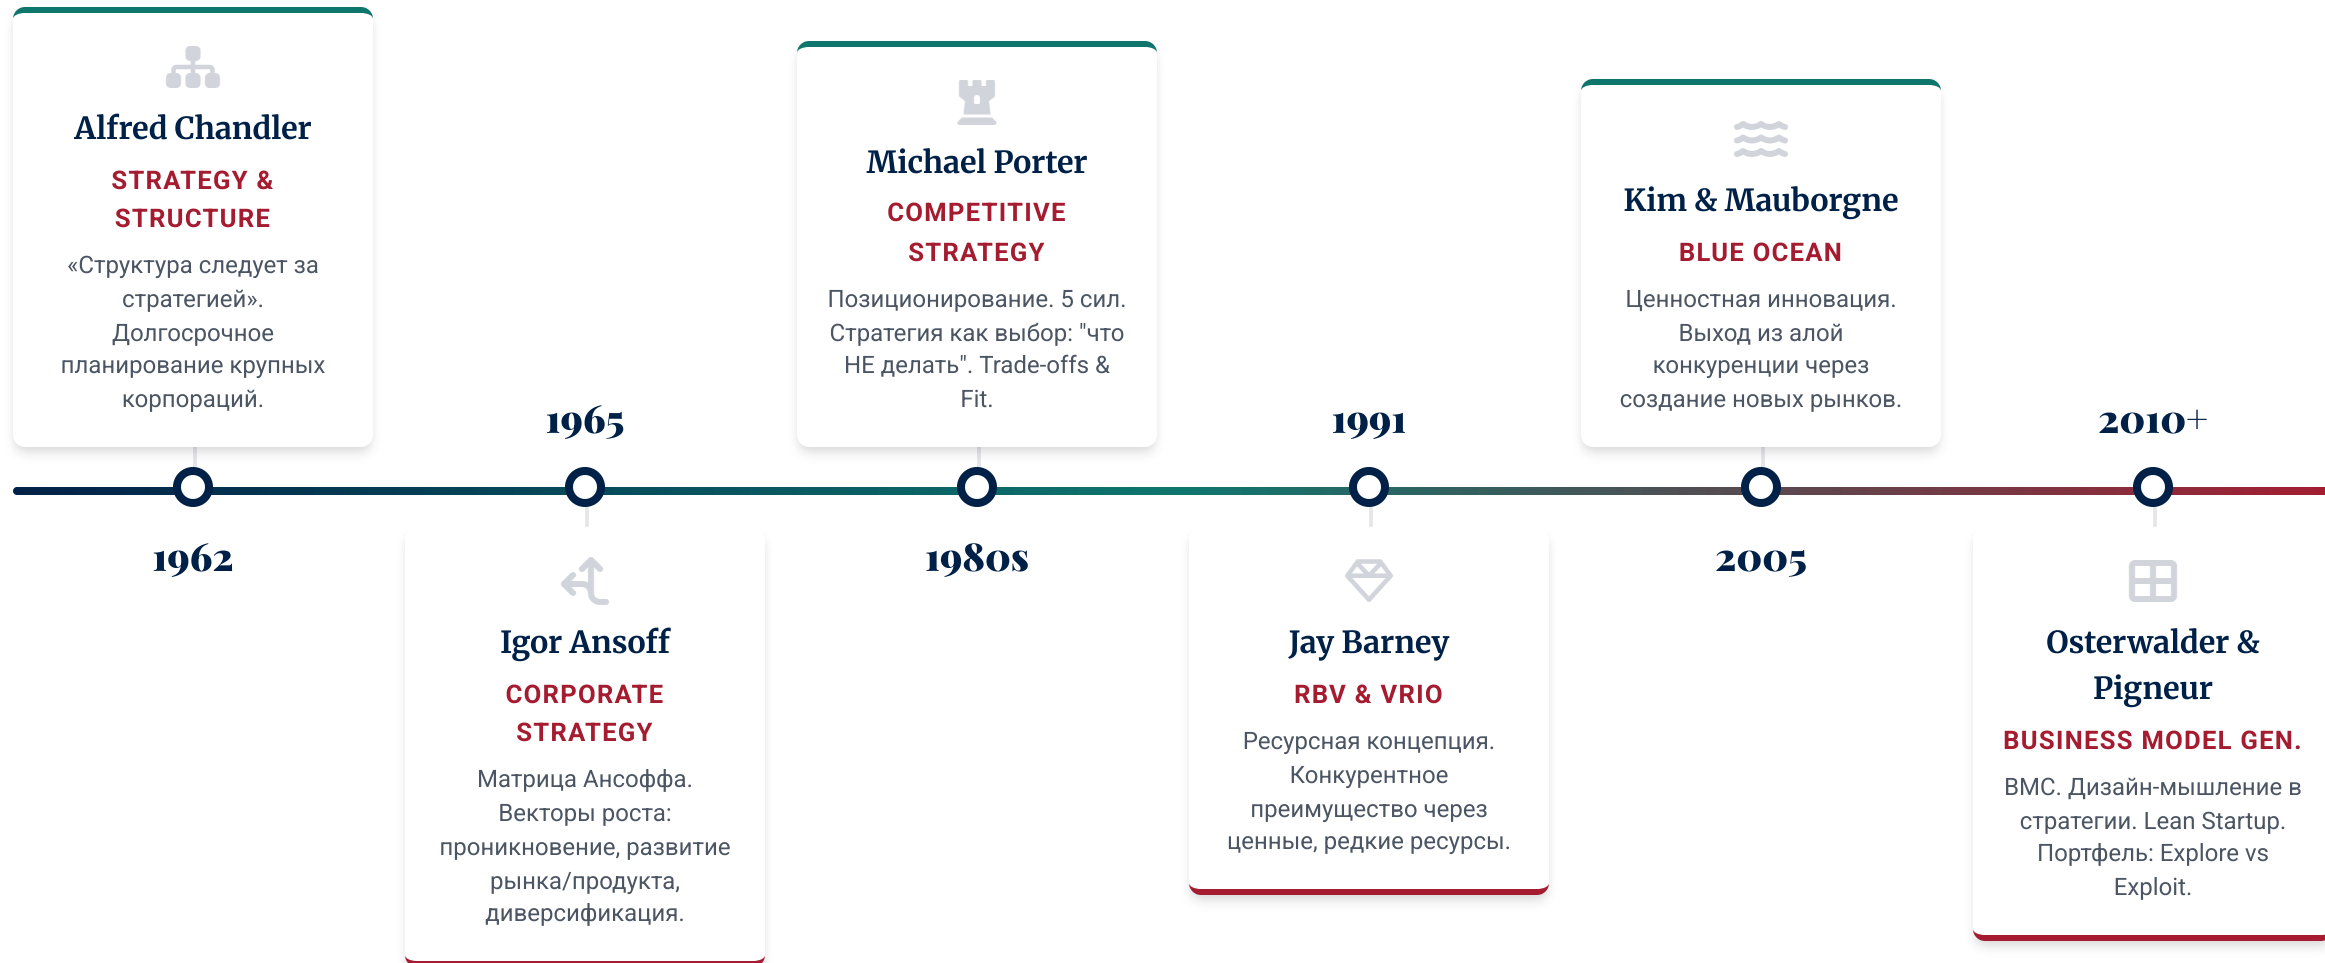 Alfred Chandler
STRATEGY &
STRUCTURE
«Структура следует за
стратегией».
Долгосрочное
планирование крупных
корпораций.
1962
1965
Igor Ansoff
CORPORATE
STRATEGY
Матрица Ансоффа.
Векторы роста:
проникновение, развитие
рынка/продукта,
диверсификация.
Michael Porter
COMPETITIVE
STRATEGY
Позиционирование. 5 сил.
Стратегия как выбор: "что
НЕ делать". Trade-offs &
Fit.
1980s
1991
Jay Barney
RBV & VRIO
Ресурсная концепция.
Конкурентное
преимущество через
ценные, редкие ресурсы.
Kim & Mauborgne
BLUE OCEAN
Ценностная инновация.
Выход из алой
конкуренции через
создание новых рынков.
2005
2010+
Osterwalder &
Pigneur
BUSINESS MODEL GEN.
BMC. Дизайн-мышление в
стратегии. Lean Startup.
Портфель: Explore vs
Exploit.